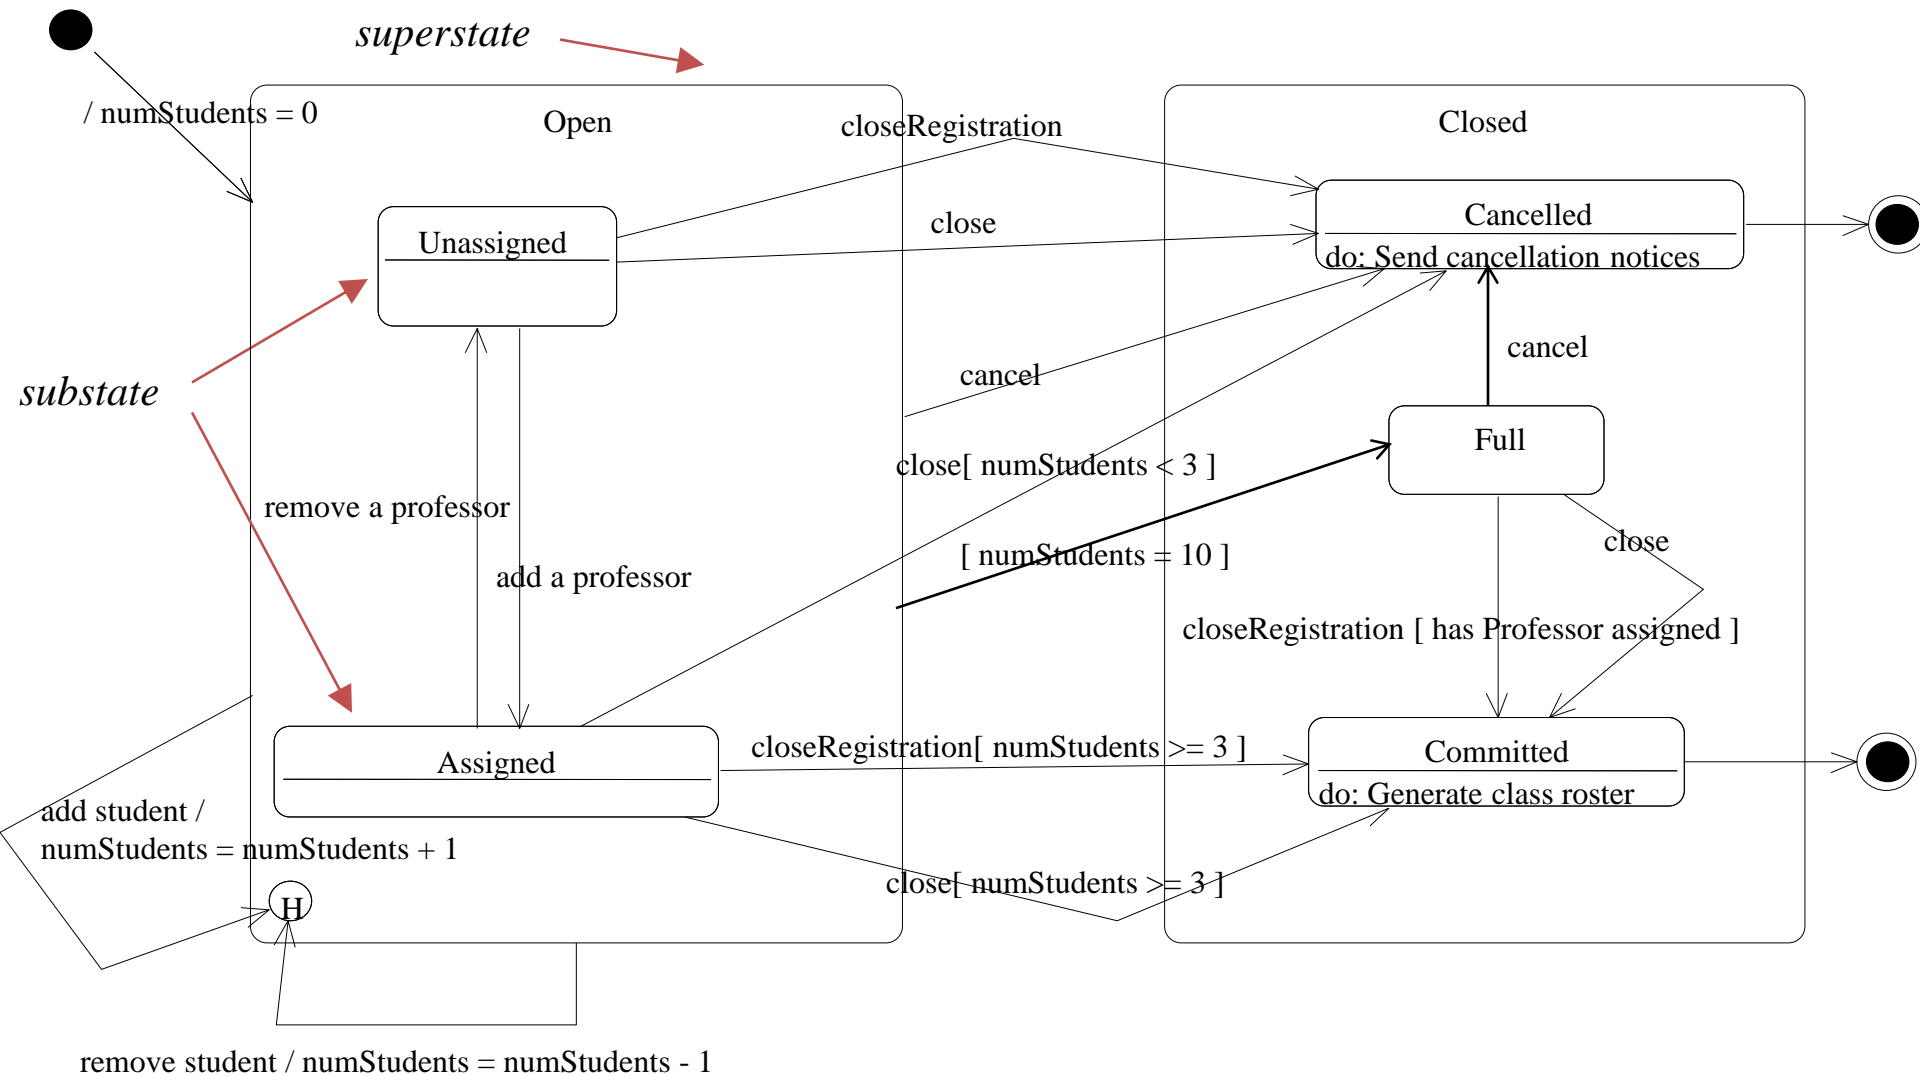 superstate
/ numStudents = 0
Open
closeRegistration
Closed
Unassigned
close
Cancelled
do: Send cancellation notices
substate
cancel
cancel
Full
close[ numStudents < 3 ]
remove a professor
[ numStudents = 10 ]
close
add a professor
closeRegistration [ has Professor assigned ]
Assigned
closeRegistration[ numStudents >= 3 ]
Committed
do: Generate class roster
add student /
numStudents = numStudents + 1
close[ numStudents >= 3 ]
H
remove student / numStudents = numStudents - 1